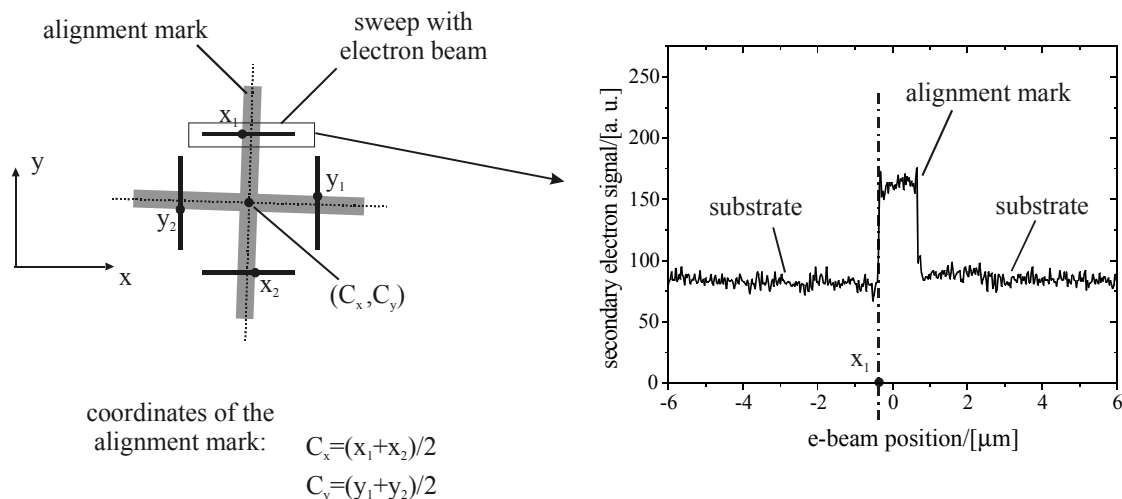 alignment mark
sweep with
electron beam
x₁
y
y₁
y₂
x
x₂
(Cₓ,C_y)
coordinates of the
alignment mark:
Cₓ=(x₁+x₂)/2
C_y=(y₁+y₂)/2
secondary electron signal/[a. u.]
250
200
150
100
50
0
alignment mark
substrate
substrate
x₁
-6
-4
-2
0
2
4
6
e-beam position/[µm]